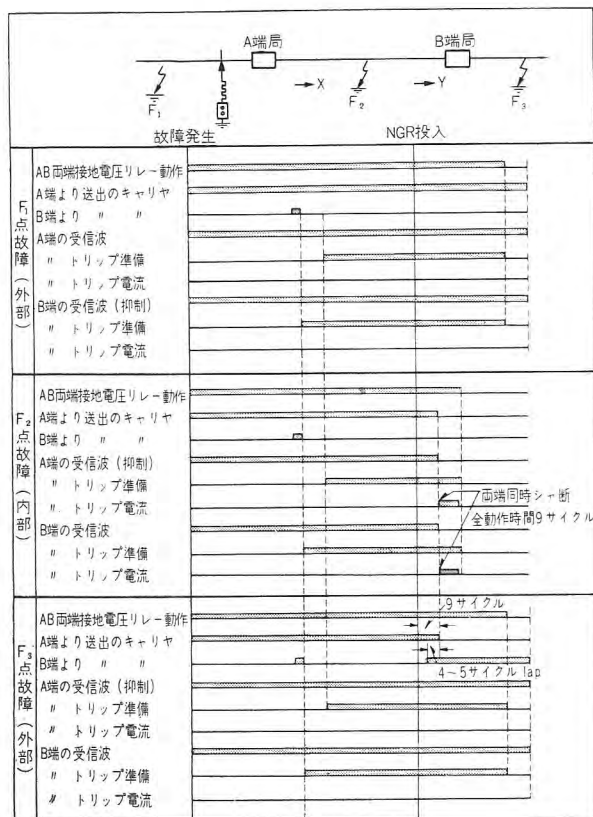 A端局
B端局
X
Y
F₁
F₂
F₃
故障発生
NGR投入
F₁点故障(外部)
AB両端接地電圧リレー動作
A端より送出のキャリヤ
B端より 〃 〃
A端の受信波
〃 トリップ準備
〃 トリップ電流
B端の受信波(抑制)
〃 トリップ準備
〃 トリップ電流
F₂点故障(内部)
AB両端接地電圧リレー動作
A端より送出のキャリヤ
B端より 〃 〃
A端の受信波(抑制)
〃 トリップ準備
〃 トリップ電流
B端の受信波
〃 トリップ準備
〃 トリップ電流
両端同時シャ断
全動作時間9サイクル
F₃点故障(外部)
AB両端接地電圧リレー動作
A端より送出のキャリヤ
B端より 〃 〃
A端の受信波(抑制)
〃 トリップ準備
〃 トリップ電流
B端の受信波
〃 トリップ準備
〃 トリップ電流
9サイクル
4~5サイクル lap